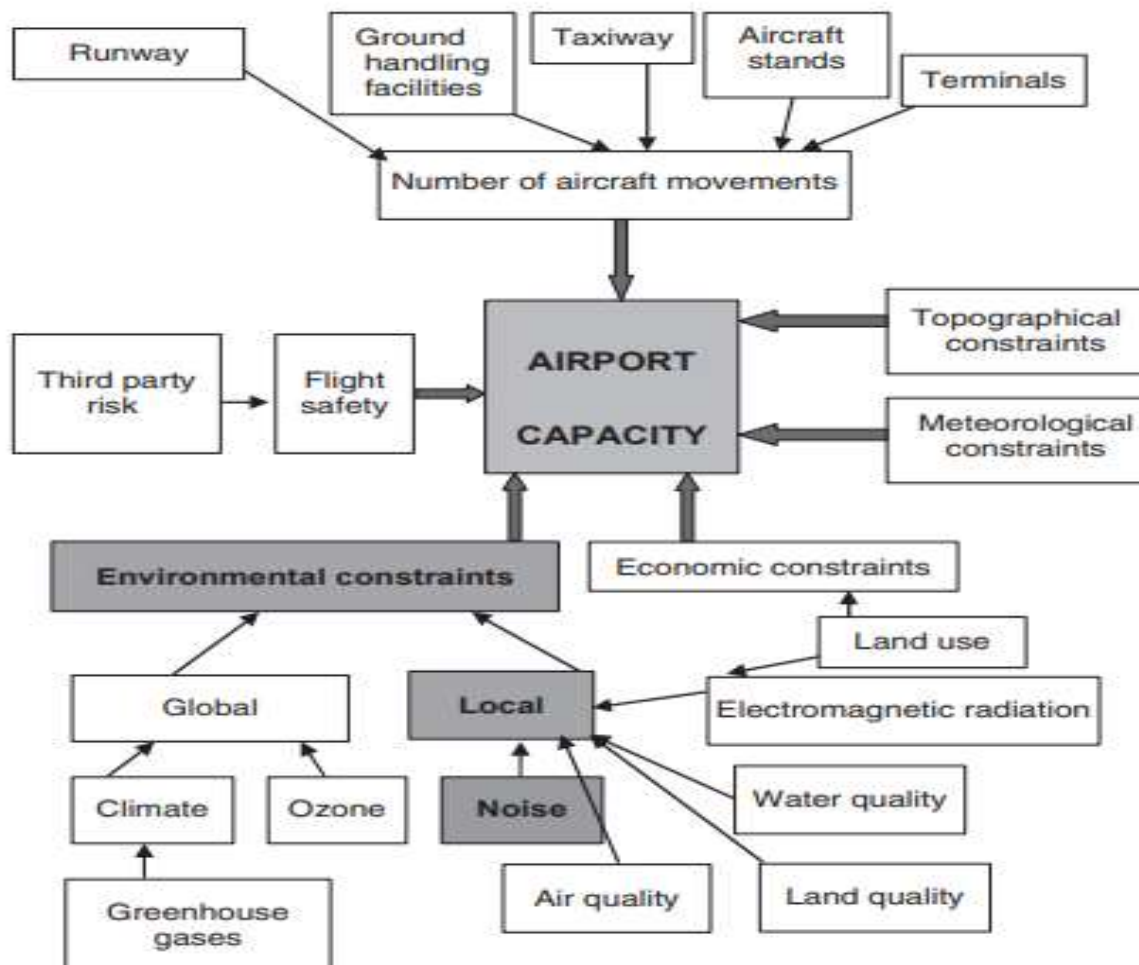 Runway
Ground
handling
facilities
Taxiway
Aircraft
stands
Terminals
Number of aircraft movements
AIRPORT
CAPACITY
Topographical
constraints
Third party
risk
Flight
safety
Meteorological
constraints
Environmental constraints
Economic constraints
Land use
Global
Local
Electromagnetic radiation
Climate
Ozone
Noise
Water quality
Air quality
Land quality
Greenhouse
gases